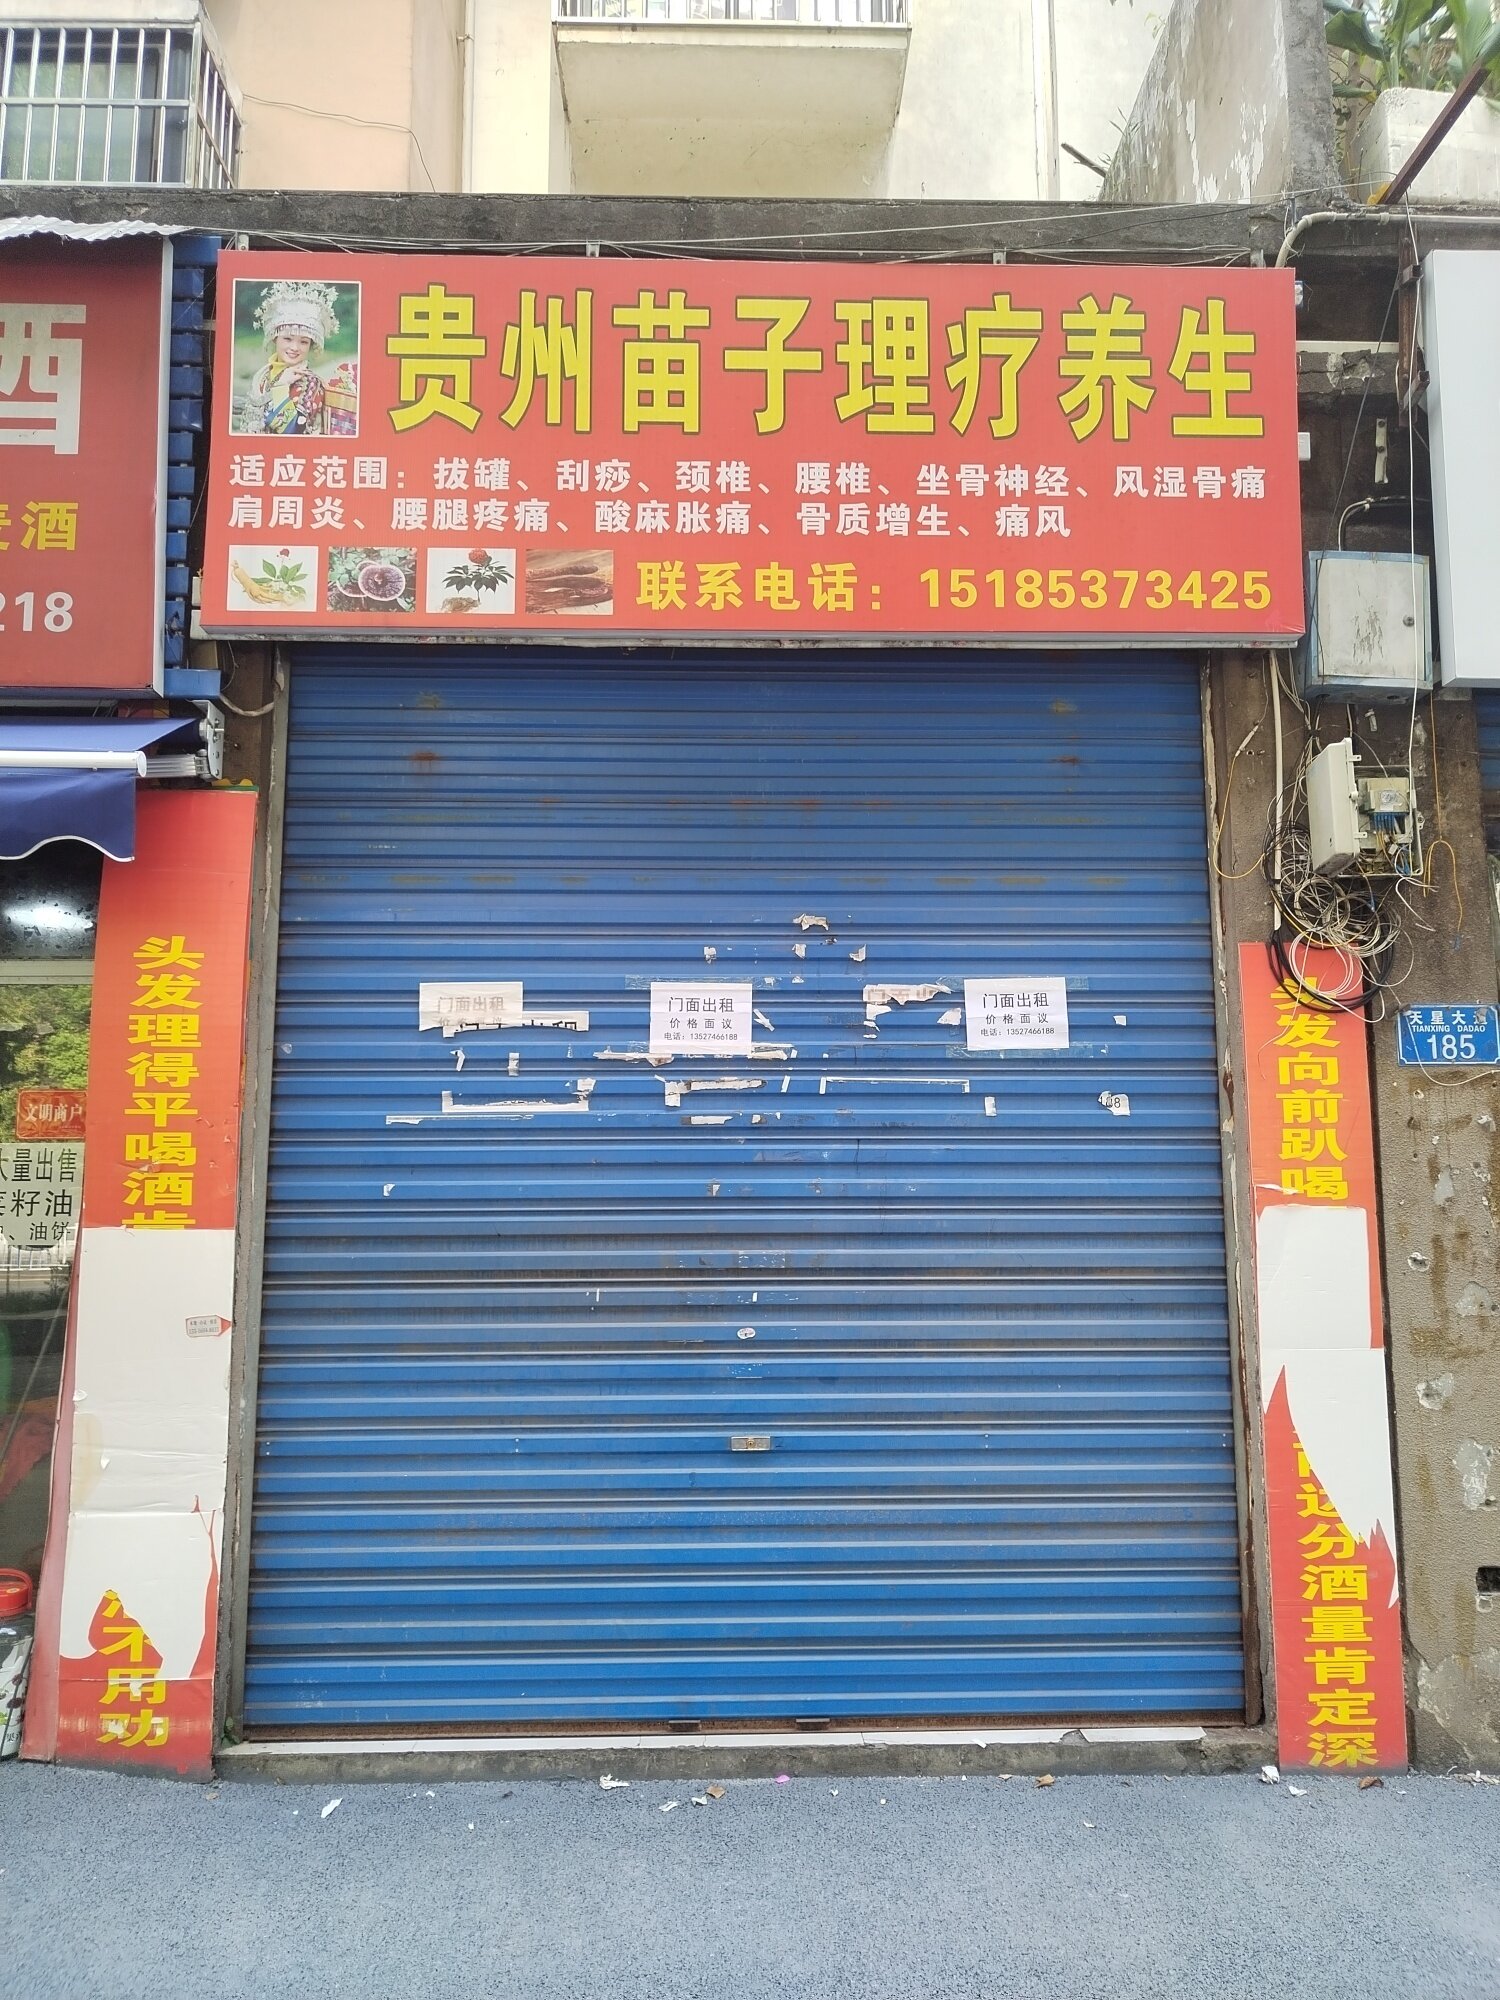 贵州苗子理疗养生
适应范围：拔罐、刮痧、颈椎、腰椎、坐骨神经、风湿骨痛
肩周炎、腰腿疼痛、酸麻胀痛、骨质增生、痛风
联系电话：15185373425
酒
酒
218
门面出租
门面出租
价格面议
电话：13527466188
门面出租
价格面议
电话：13527466188
头发理得平喝酒肯
不用劝
头发向前趴喝
分酒量肯定深
天星大道
TIANXING DADAO
185
文明商户
大量出售
菜籽油
、油饼